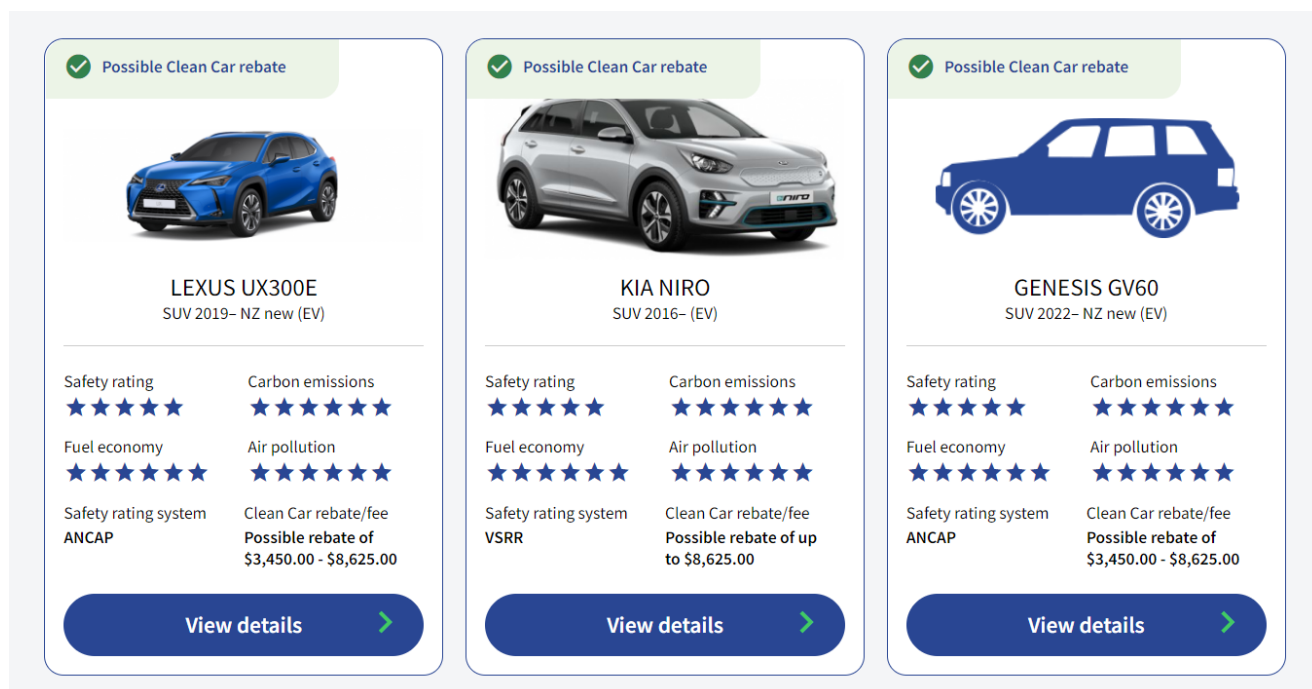 Possible Clean Car rebate
LEXUS UX300E
SUV 2019– NZ new (EV)
Safety rating
Carbon emissions
Fuel economy
Air pollution
Safety rating system
ANCAP
Clean Car rebate/fee
Possible rebate of
$3,450.00 - $8,625.00
View details
Possible Clean Car rebate
niro
KIA NIRO
SUV 2016– (EV)
Safety rating
Carbon emissions
Fuel economy
Air pollution
Safety rating system
VSRR
Clean Car rebate/fee
Possible rebate of up
to $8,625.00
View details
Possible Clean Car rebate
GENESIS GV60
SUV 2022– NZ new (EV)
Safety rating
Carbon emissions
Fuel economy
Air pollution
Safety rating system
ANCAP
Clean Car rebate/fee
Possible rebate of
$3,450.00 - $8,625.00
View details